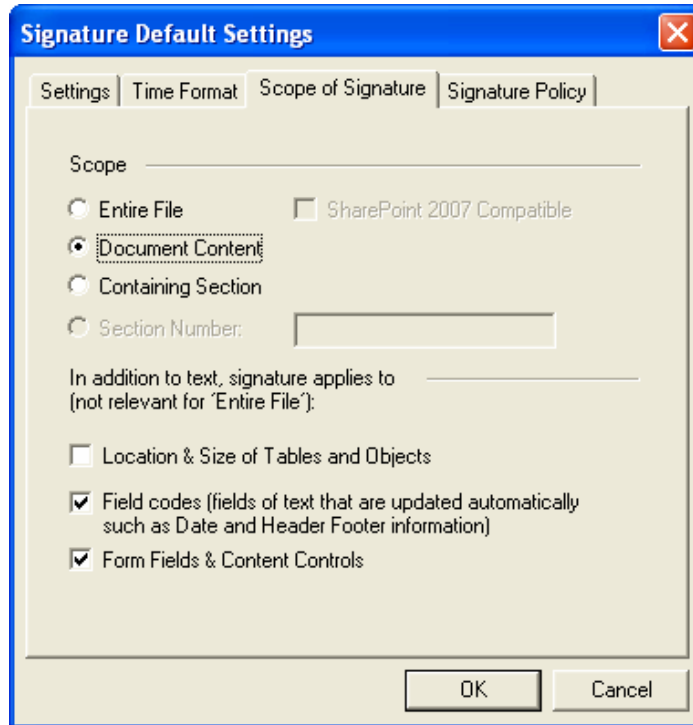 Signature Default Settings
Settings Time Format Scope of Signature Signature Policy
Scope
Entire File SharePoint 2007 Compatible
Document Content
Containing Section
Section Number:
In addition to text, signature applies to
(not relevant for 'Entire File'):
Location & Size of Tables and Objects
Field codes (fields of text that are updated automatically
such as Date and Header Footer information)
Form Fields & Content Controls
OK Cancel